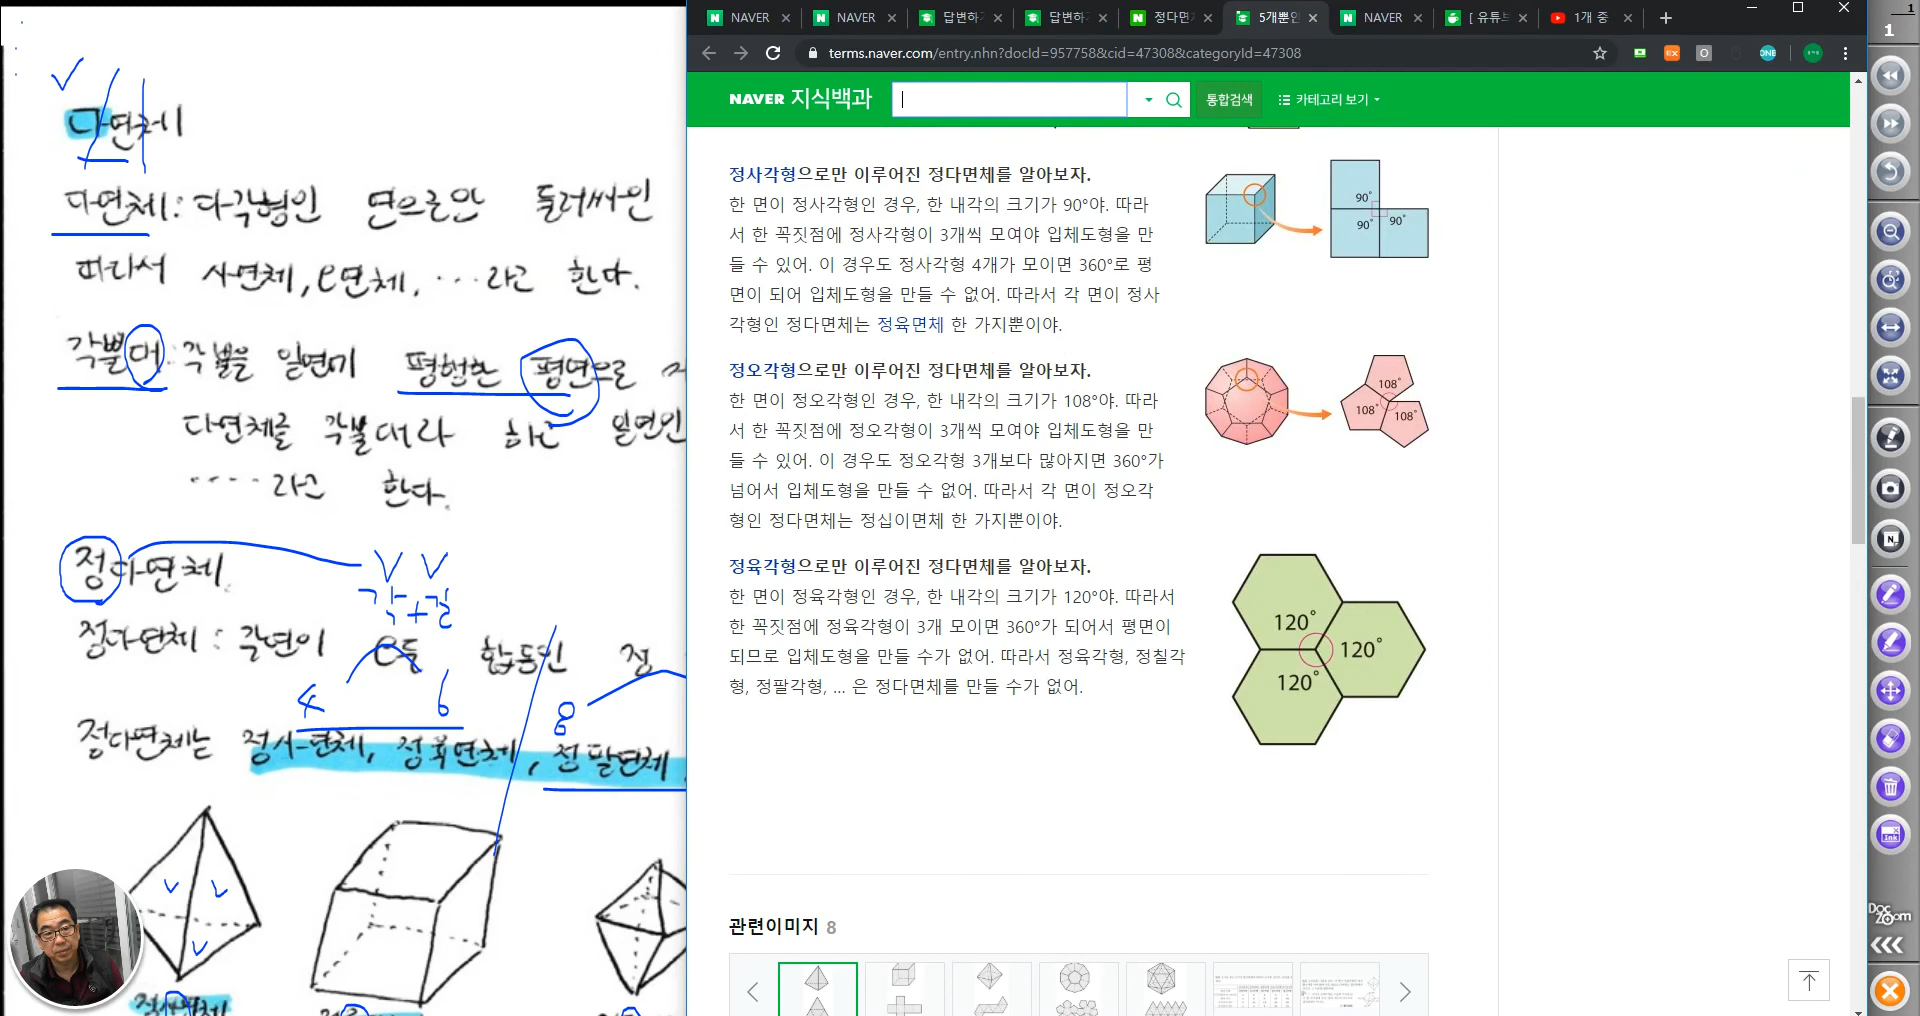 다면체
다면체 : 다각형인 면으로만 둘러싸인
따라서 사면체, 오면체, ···· 라고 한다.
각뿔대 : 각뿔을 밑면에 평행한 평면으로
다면체를 각뿔대라 하고 밑면인
····· 라고 한다.
정다면체
각 + 길
정다면체 : 각면이 모두 합동인 정
4 6 8
정다면체는 정사면체, 정육면체, 정팔면체
정사면체
NAVER
NAVER
답변하기
답변하기
정다면체
5개뿐인
NAVER
[ 유튜브
1개 중
terms.naver.com/entry.nhn?docId=957758&cid=47308&categoryId=47308
NAVER 지식백과
통합검색
카테고리 보기
정사각형으로만 이루어진 정다면체를 알아보자.
한 면이 정사각형인 경우, 한 내각의 크기가 90°야. 따라
서 한 꼭짓점에 정사각형이 3개씩 모여야 입체도형을 만
들 수 있어. 이 경우도 정사각형 4개가 모이면 360°로 평
면이 되어 입체도형을 만들 수 없어. 따라서 각 면이 정사
각형인 정다면체는 정육면체 한 가지뿐이야.
90°
90° 90°
정오각형으로만 이루어진 정다면체를 알아보자.
한 면이 정오각형인 경우, 한 내각의 크기가 108°야. 따라
서 한 꼭짓점에 정오각형이 3개씩 모여야 입체도형을 만
들 수 있어. 이 경우도 정오각형 3개보다 많아지면 360°가
넘어서 입체도형을 만들 수 없어. 따라서 각 면이 정오각
형인 정다면체는 정십이면체 한 가지뿐이야.
108°
108° 108°
정육각형으로만 이루어진 정다면체를 알아보자.
한 면이 정육각형인 경우, 한 내각의 크기가 120°야. 따라서
한 꼭짓점에 정육각형이 3개 모이면 360°가 되어서 평면이
되므로 입체도형을 만들 수가 없어. 따라서 정육각형, 정칠각
형, 정팔각형, ... 은 정다면체를 만들 수가 없어.
120°
120°
120°
관련이미지 8
1
1
Ink
Doc Zoom